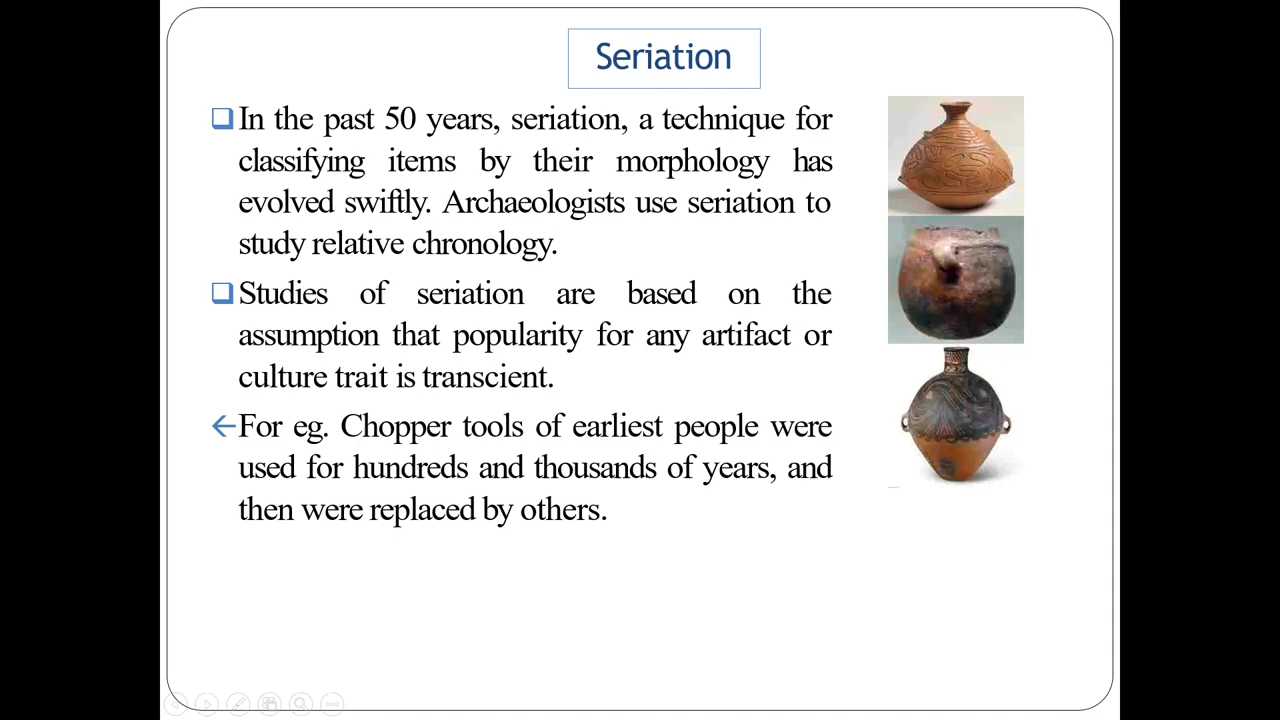 Seriation
In the past 50 years, seriation, a technique for
classifying items by their morphology has
evolved swiftly. Archaeologists use seriation to
study relative chronology.
Studies of seriation are based on the
assumption that popularity for any artifact or
culture trait is transcient.
For eg. Chopper tools of earliest people were
used for hundreds and thousands of years, and
then were replaced by others.